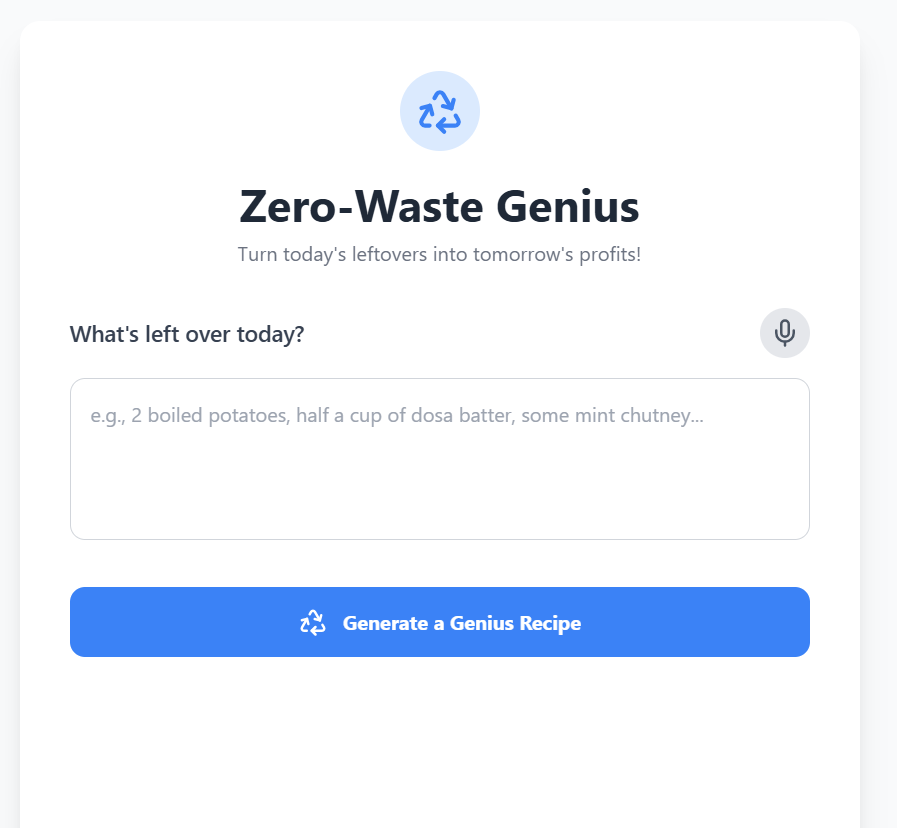 Zero-Waste Genius
Turn today's leftovers into tomorrow's profits!
What's left over today?
e.g., 2 boiled potatoes, half a cup of dosa batter, some mint chutney...
Generate a Genius Recipe